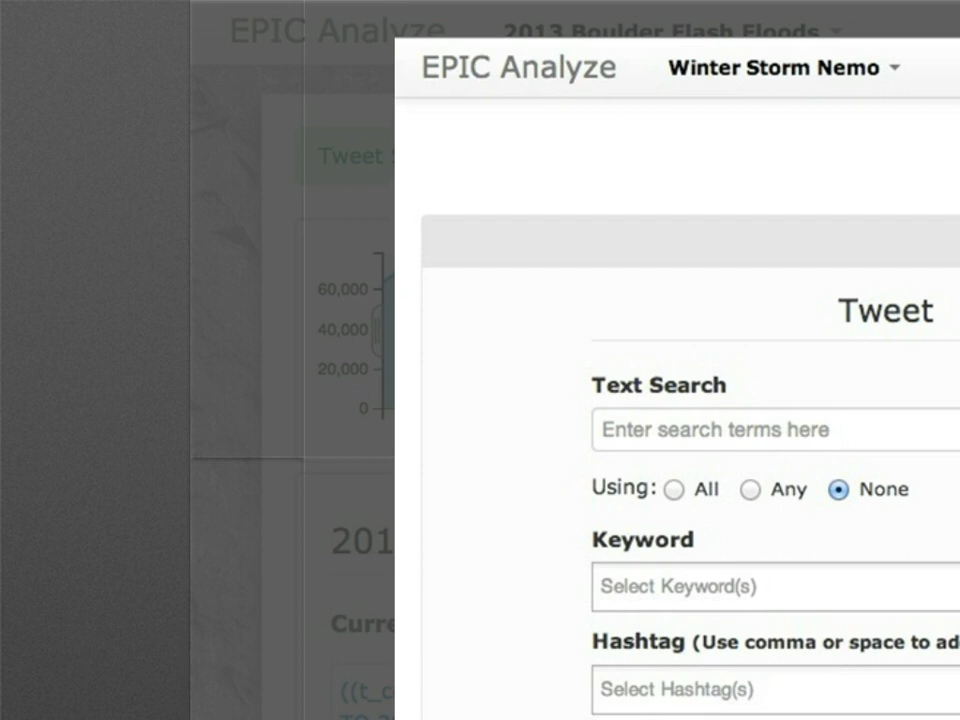 EPIC Analyze 2013 Boulder Flash Floods
EPIC Analyze Winter Storm Nemo
Tweet
60,000
40,000
20,000
0
Tweet
Text Search
Enter search terms here
Using: All Any None
Keyword
Select Keyword(s)
Hashtag (Use comma or space to ad
Select Hashtag(s)
201
Curre
((t_c